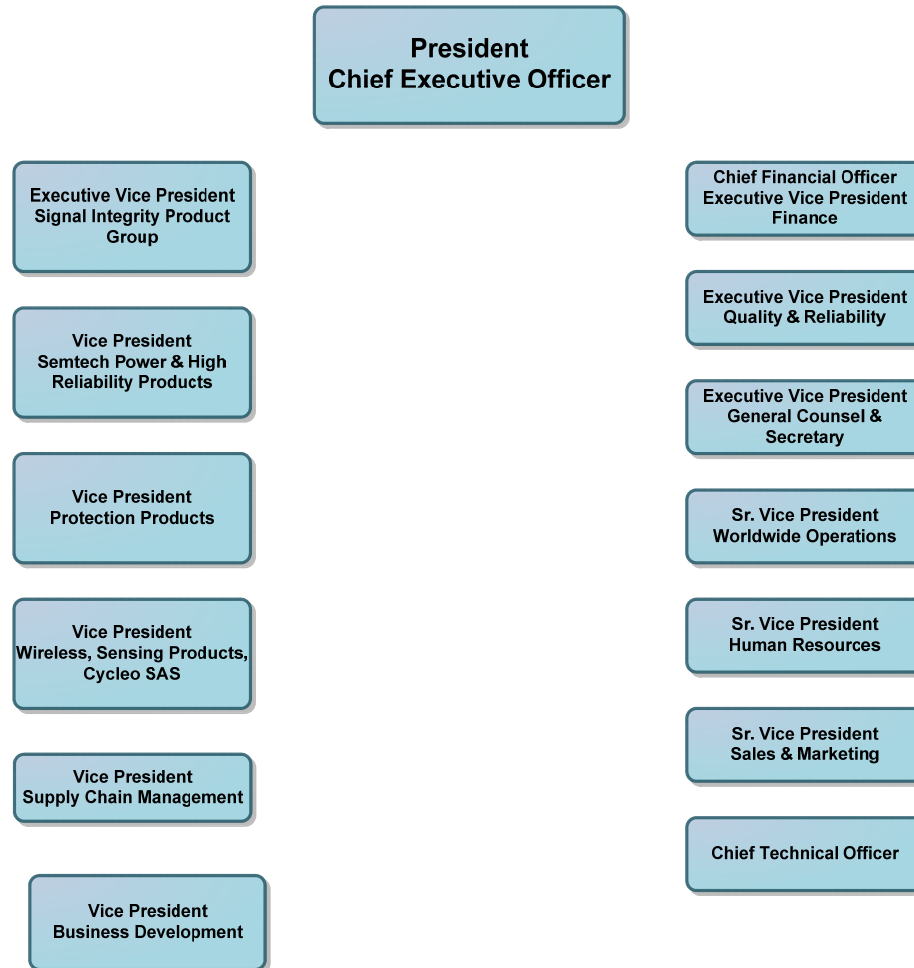 President
Chief Executive Officer
Executive Vice President
Signal Integrity Product
Group
Vice President
Semtech Power & High
Reliability Products
Vice President
Protection Products
Vice President
Wireless, Sensing Products,
Cycleo SAS
Vice President
Supply Chain Management
Vice President
Business Development
Chief Financial Officer
Executive Vice President
Finance
Executive Vice President
Quality & Reliability
Executive Vice President
General Counsel &
Secretary
Sr. Vice President
Worldwide Operations
Sr. Vice President
Human Resources
Sr. Vice President
Sales & Marketing
Chief Technical Officer